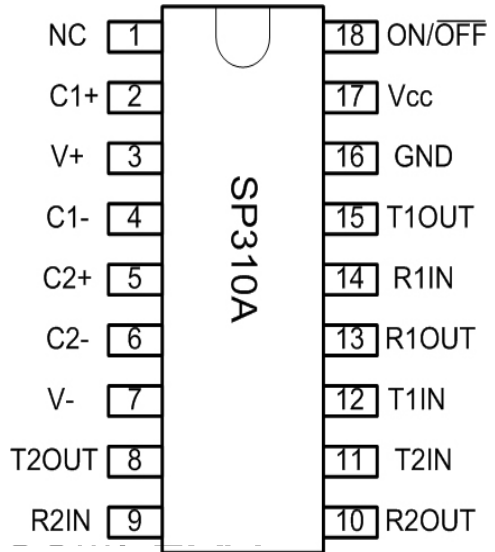 NC 1 18 ON/OFF
C1+ 2 17 Vcc
V+ 3 16 GND
C1- 4 15 T1OUT
C2+ 5 14 R1IN
C2- 6 13 R1OUT
V- 7 12 T1IN
T2OUT 8 11 T2IN
R2IN 9 10 R2OUT
SP310A